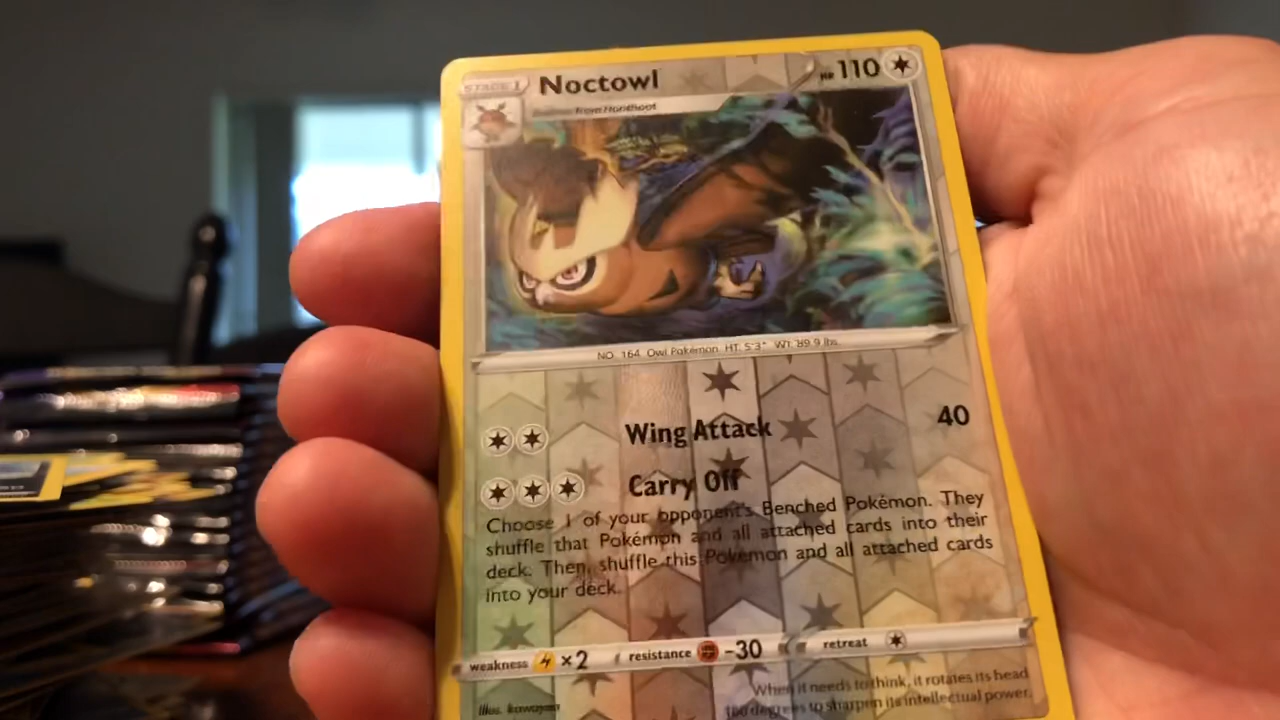 STAGE 1
Noctowl
HP 110
Evolves from Hoothoot
NO. 164 Owl Pokémon HT: 5'3" WT: 89.9 lbs.
Wing Attack 40
Carry Off
Choose 1 of your opponent's Benched Pokémon. They
shuffle that Pokémon and all attached cards into their
deck. Then, shuffle this Pokémon and all attached cards
into your deck.
weakness ×2 resistance -30 retreat
When it needs to think, it rotates its head
180 degrees to sharpen its intellectual power.
Illus. kawayoo